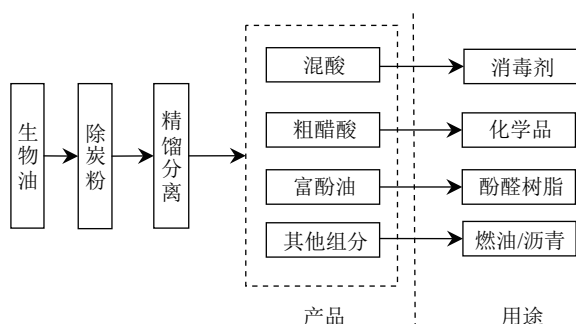 生物油
除炭粉
精馏分离
混酸
粗醋酸
富酚油
其他组分
消毒剂
化学品
酚醛树脂
燃油/沥青
产品
用途